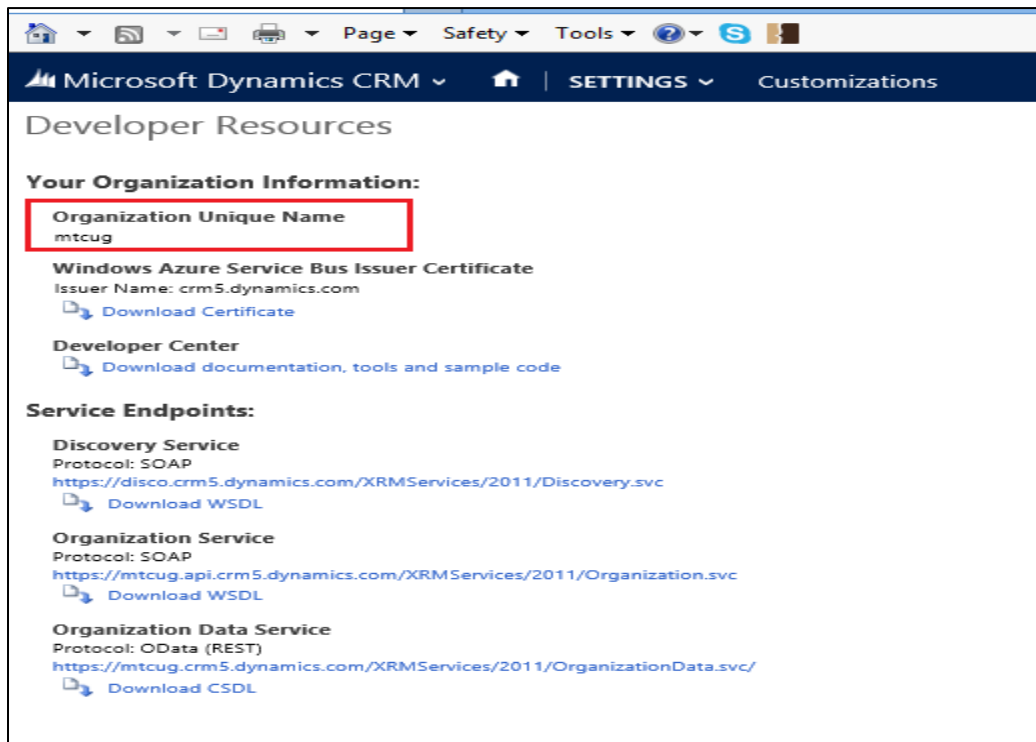 Page Safety Tools
Microsoft Dynamics CRM | SETTINGS Customizations
Developer Resources
Your Organization Information:
Organization Unique Name
mtcug
Windows Azure Service Bus Issuer Certificate
Issuer Name: crm5.dynamics.com
Download Certificate
Developer Center
Download documentation, tools and sample code
Service Endpoints:
Discovery Service
Protocol: SOAP
https://disco.crm5.dynamics.com/XRMServices/2011/Discovery.svc
Download WSDL
Organization Service
Protocol: SOAP
https://mtcug.api.crm5.dynamics.com/XRMServices/2011/Organization.svc
Download WSDL
Organization Data Service
Protocol: OData (REST)
https://mtcug.crm5.dynamics.com/XRMServices/2011/OrganizationData.svc/
Download CSDL